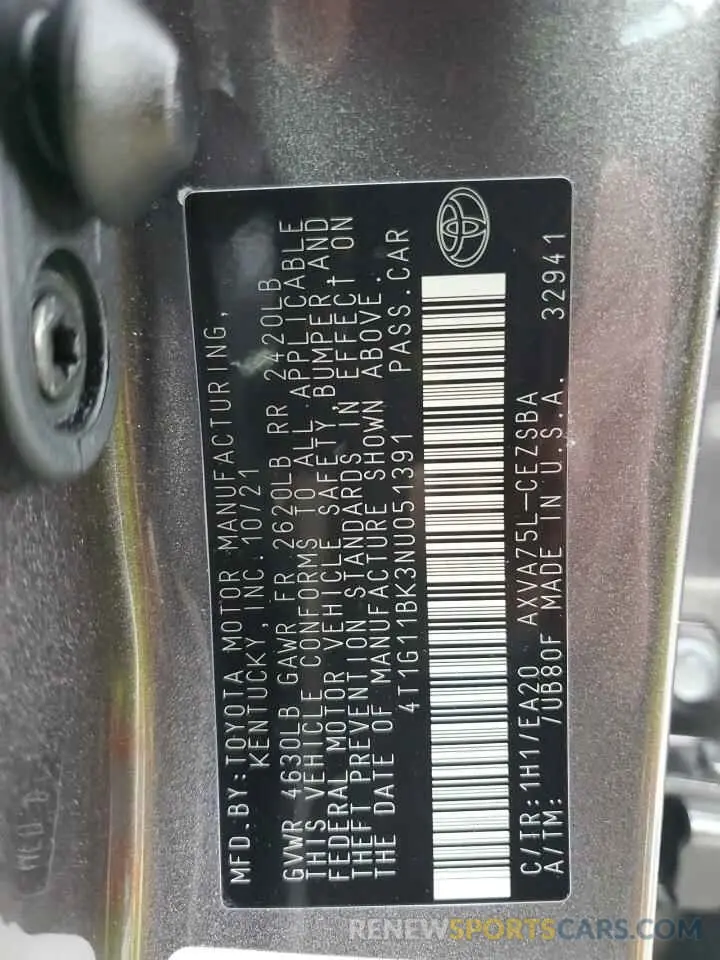 MFD.BY:TOYOTA MOTOR MANUFACTURING,
KENTUCKY, INC. 10/21
GVWR 4630LB GAWR FR 2620LB RR 2420LB
THIS VEHICLE CONFORMS TO ALL APPLICABLE
FEDERAL MOTOR VEHICLE SAFETY, BUMPER, AND
THEFT PREVENTION STANDARDS IN EFFECT ON
THE DATE OF MANUFACTURE SHOWN ABOVE.
4T1G11BK3NU051391 PASS.CAR
C/TR:1H1/EA20 AXVA75L-CEZSBA
A/TM: /UB80F MADE IN U.S.A. 32941
RENEWSPORTSCARS.COM